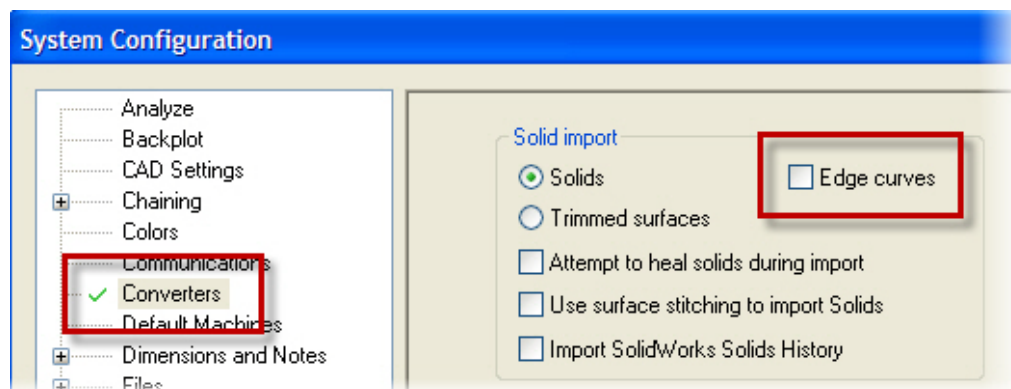 System Configuration
Analyze
Backplot
CAD Settings
Chaining
Colors
Communications
Converters
Default Machines
Dimensions and Notes
Files
Solid import
Solids
Edge curves
Trimmed surfaces
Attempt to heal solids during import
Use surface stitching to import Solids
Import SolidWorks Solids History